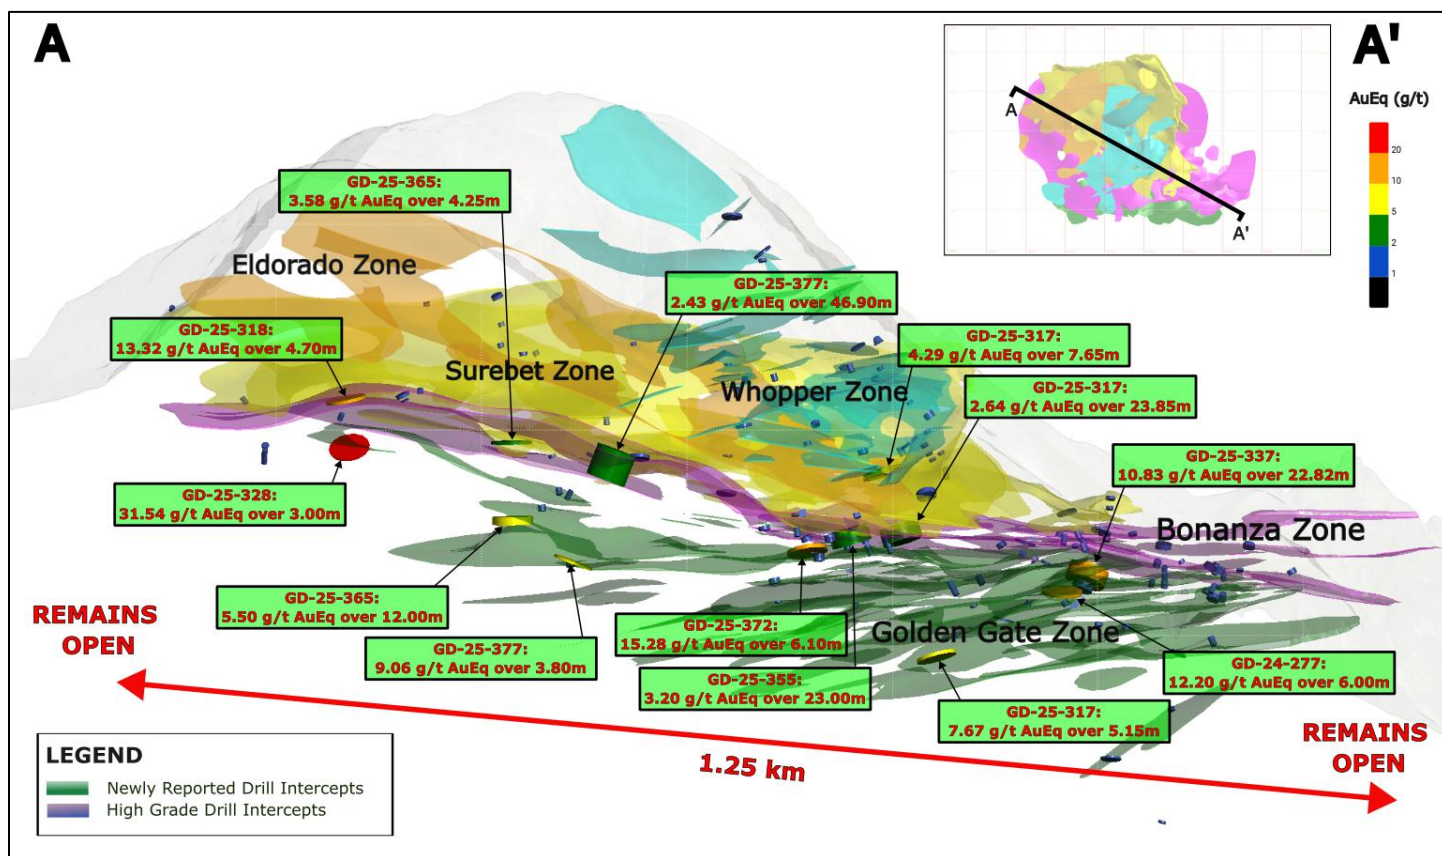 A
A'
A
A'
AuEq (g/t)
20
10
5
2
1
GD-25-365:
3.58 g/t AuEq over 4.25m
Eldorado Zone
GD-25-377:
2.43 g/t AuEq over 46.90m
GD-25-318:
13.32 g/t AuEq over 4.70m
GD-25-317:
4.29 g/t AuEq over 7.65m
Surebet Zone
Whopper Zone
GD-25-317:
2.64 g/t AuEq over 23.85m
GD-25-337:
10.83 g/t AuEq over 22.82m
GD-25-328:
31.54 g/t AuEq over 3.00m
Bonanza Zone
REMAINS
OPEN
GD-25-365:
5.50 g/t AuEq over 12.00m
GD-25-372:
15.28 g/t AuEq over 6.10m
Golden Gate Zone
GD-25-377:
9.06 g/t AuEq over 3.80m
GD-24-277:
12.20 g/t AuEq over 6.00m
GD-25-355:
3.20 g/t AuEq over 23.00m
GD-25-317:
7.67 g/t AuEq over 5.15m
REMAINS
OPEN
1.25 km
LEGEND
Newly Reported Drill Intercepts
High Grade Drill Intercepts